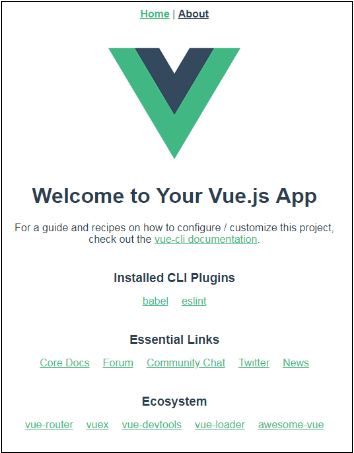 Home | About
Welcome to Your Vue.js App
For a guide and recipes on how to configure / customize this project,
check out the vue-cli documentation.
Installed CLI Plugins
babel eslint
Essential Links
Core Docs Forum Community Chat Twitter News
Ecosystem
vue-router vuex vue-devtools vue-loader awesome-vue